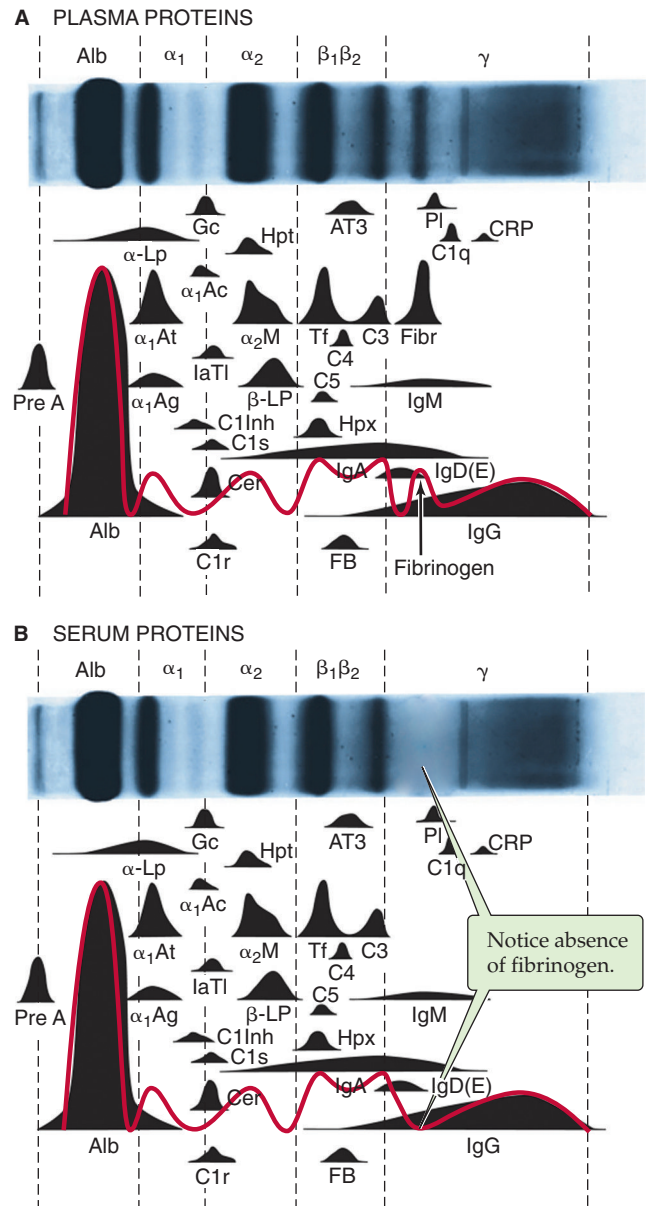 A PLASMA PROTEINS
Alb α₁ α₂ β₁β₂ γ
Gc AT3 Pl CRP
α-Lp Hpt C1q
α₁Ac
α₁At α₂M Tf C3 Fibr
C4
IaTI
Pre A α₁Ag β-LP C5 IgM
C1Inh Hpx
C1s
Cer IgA IgD(E)
Alb IgG
C1r FB Fibrinogen
B SERUM PROTEINS
Alb α₁ α₂ β₁β₂ γ
Gc AT3 Pl CRP
α-Lp Hpt C1q
α₁Ac
α₁At α₂M Tf C3
Notice absence
of fibrinogen.
C4
IaTI
Pre A α₁Ag β-LP C5 IgM
C1Inh Hpx
C1s
Cer IgA IgD(E)
Alb IgG
C1r FB